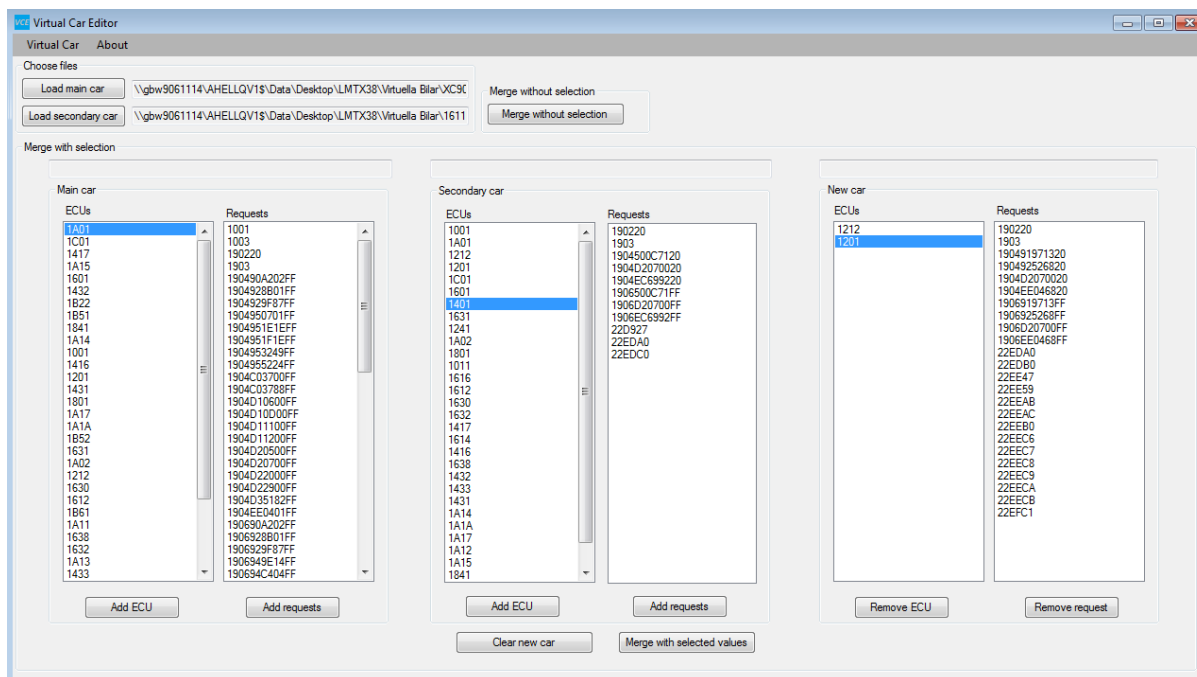 VCE Virtual Car Editor
Virtual Car About
Choose files
Load main car \\gbw9061114\AHELLQV1$\Data\Desktop\LMTX38\Virtuella Bilar\XC90
Load secondary car \\gbw9061114\AHELLQV1$\Data\Desktop\LMTX38\Virtuella Bilar\1611
Merge without selection
Merge without selection
Merge with selection
Main car
ECUs
1A01
1C01
1417
1A15
1601
1432
1B22
1B51
1841
1A14
1001
1416
1201
1431
1801
1A17
1A1A
1B52
1631
1A02
1212
1630
1612
1B61
1A11
1638
1632
1A13
1433
Requests
1001
1003
190220
1903
190490A202FF
1904928B01FF
1904929F87FF
1904950701FF
1904951E1EFF
1904951F1EFF
1904953249FF
1904955224FF
1904C03700FF
1904C03788FF
1904D10600FF
1904D10D00FF
1904D11100FF
1904D11200FF
1904D20500FF
1904D20700FF
1904D22000FF
1904D22900FF
1904D35182FF
1904EE0401FF
190690A202FF
1906928B01FF
1906929F87FF
1906949E14FF
190694C404FF
Add ECU
Add requests
Secondary car
ECUs
1001
1A01
1212
1201
1C01
1601
1401
1631
1241
1A02
1801
1011
1616
1612
1630
1632
1417
1614
1416
1638
1432
1433
1431
1A14
1A1A
1A17
1A12
1A15
1841
Requests
190220
1903
1904500C7120
1904D2070020
1904EC699220
1906500C71FF
1906D20700FF
1906EC6992FF
22D927
22EDA0
22EDC0
Add ECU
Add requests
New car
ECUs
1212
1201
Requests
190220
1903
190491971320
190492526820
1904D2070020
1904EE046820
1906919713FF
1906925268FF
1906D20700FF
1906EE0468FF
22EDA0
22EDB0
22EE47
22EE59
22EEAB
22EEAC
22EEB0
22EEC6
22EEC7
22EEC8
22EEC9
22EECA
22EECB
22EFC1
Remove ECU
Remove request
Clear new car
Merge with selected values